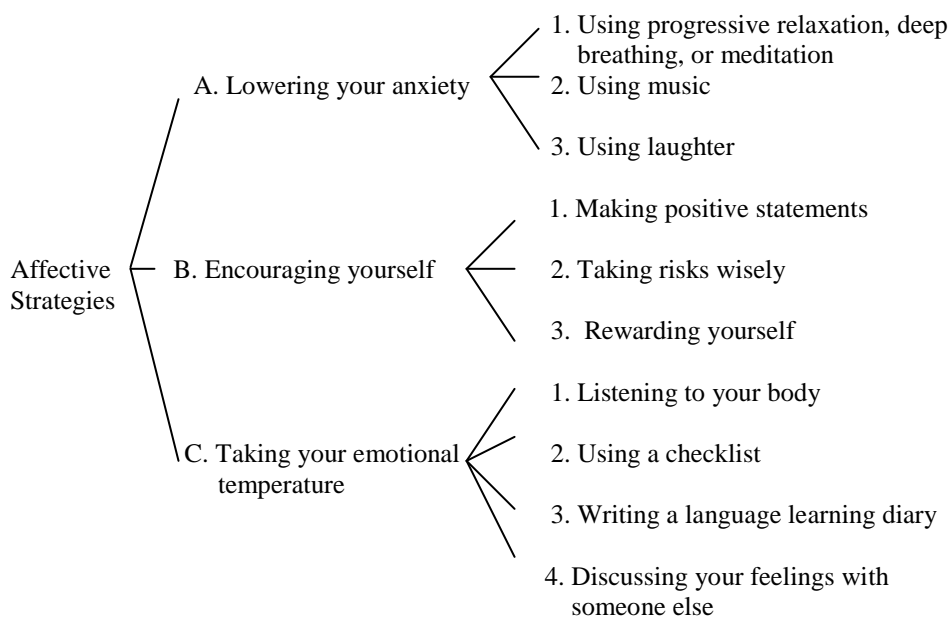 Affective
Strategies
A. Lowering your anxiety
1. Using progressive relaxation, deep
breathing, or meditation
2. Using music
3. Using laughter
B. Encouraging yourself
1. Making positive statements
2. Taking risks wisely
3. Rewarding yourself
C. Taking your emotional
temperature
1. Listening to your body
2. Using a checklist
3. Writing a language learning diary
4. Discussing your feelings with
someone else